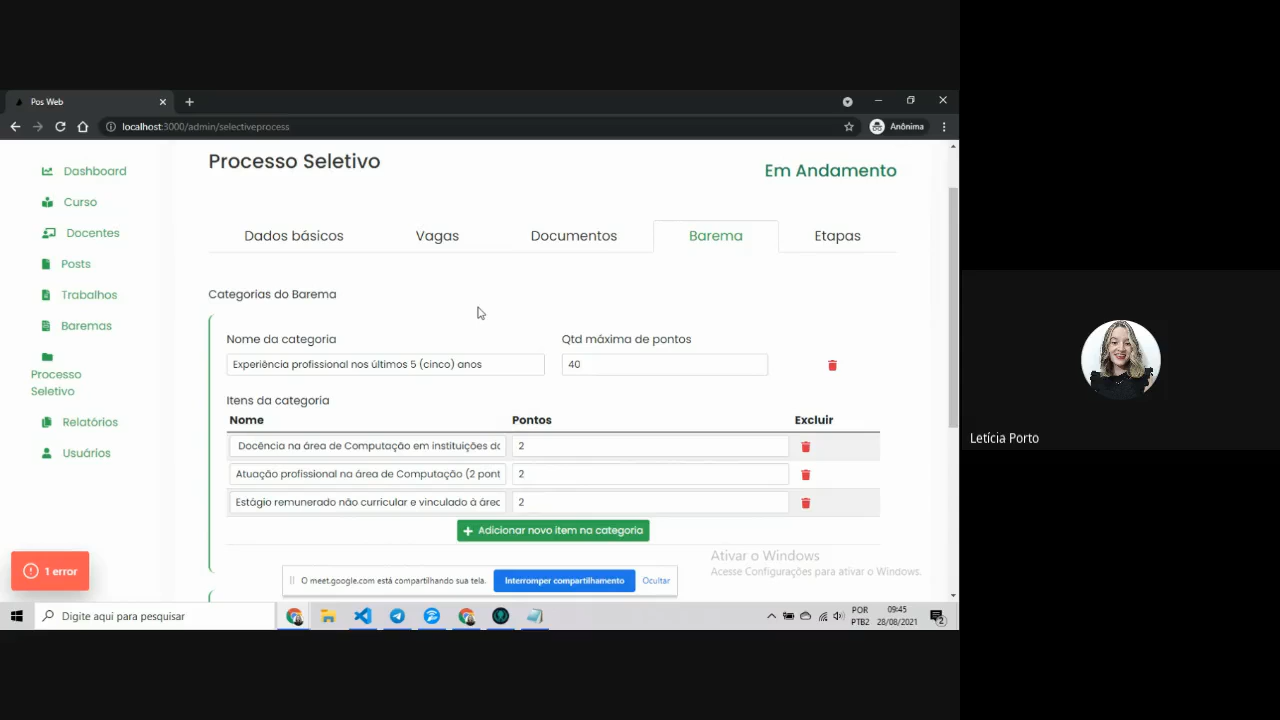 Pos Web
localhost:3000/admin/selectiveprocess
Anônima
Dashboard
Curso
Docentes
Posts
Trabalhos
Baremas
Processo
Seletivo
Relatórios
Usuários
Processo Seletivo
Em Andamento
Dados básicos
Vagas
Documentos
Barema
Etapas
Categorias do Barema
Nome da categoria
Qtd máxima de pontos
Experiência profissional nos últimos 5 (cinco) anos
40
Itens da categoria
Nome
Pontos
Excluir
Docência na área de Computação em instituições dc
2
Atuação profissional na área de Computação (2 pont
2
Estágio remunerado não curricular e vinculado à árec
2
+ Adicionar novo item na categoria
Ativar o Windows
Acesse Configurações para ativar o Windows.
1 error
O meet.google.com está compartilhando sua tela.
Interromper compartilhamento
Ocultar
Digite aqui para pesquisar
POR
PTB2
09:45
28/08/2021
2
Letícia Porto